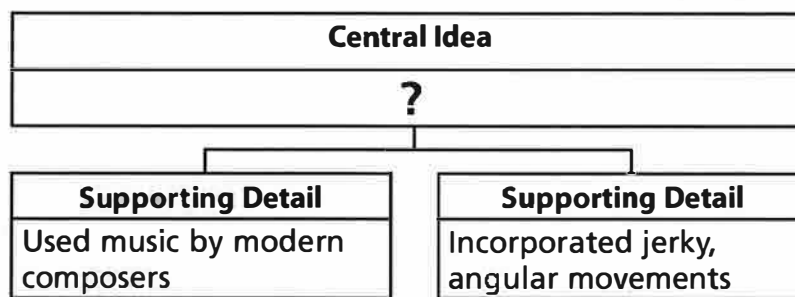 Central Idea
?
Supporting Detail
Used music by modern
composers
Supporting Detail
Incorporated jerky,
angular movements